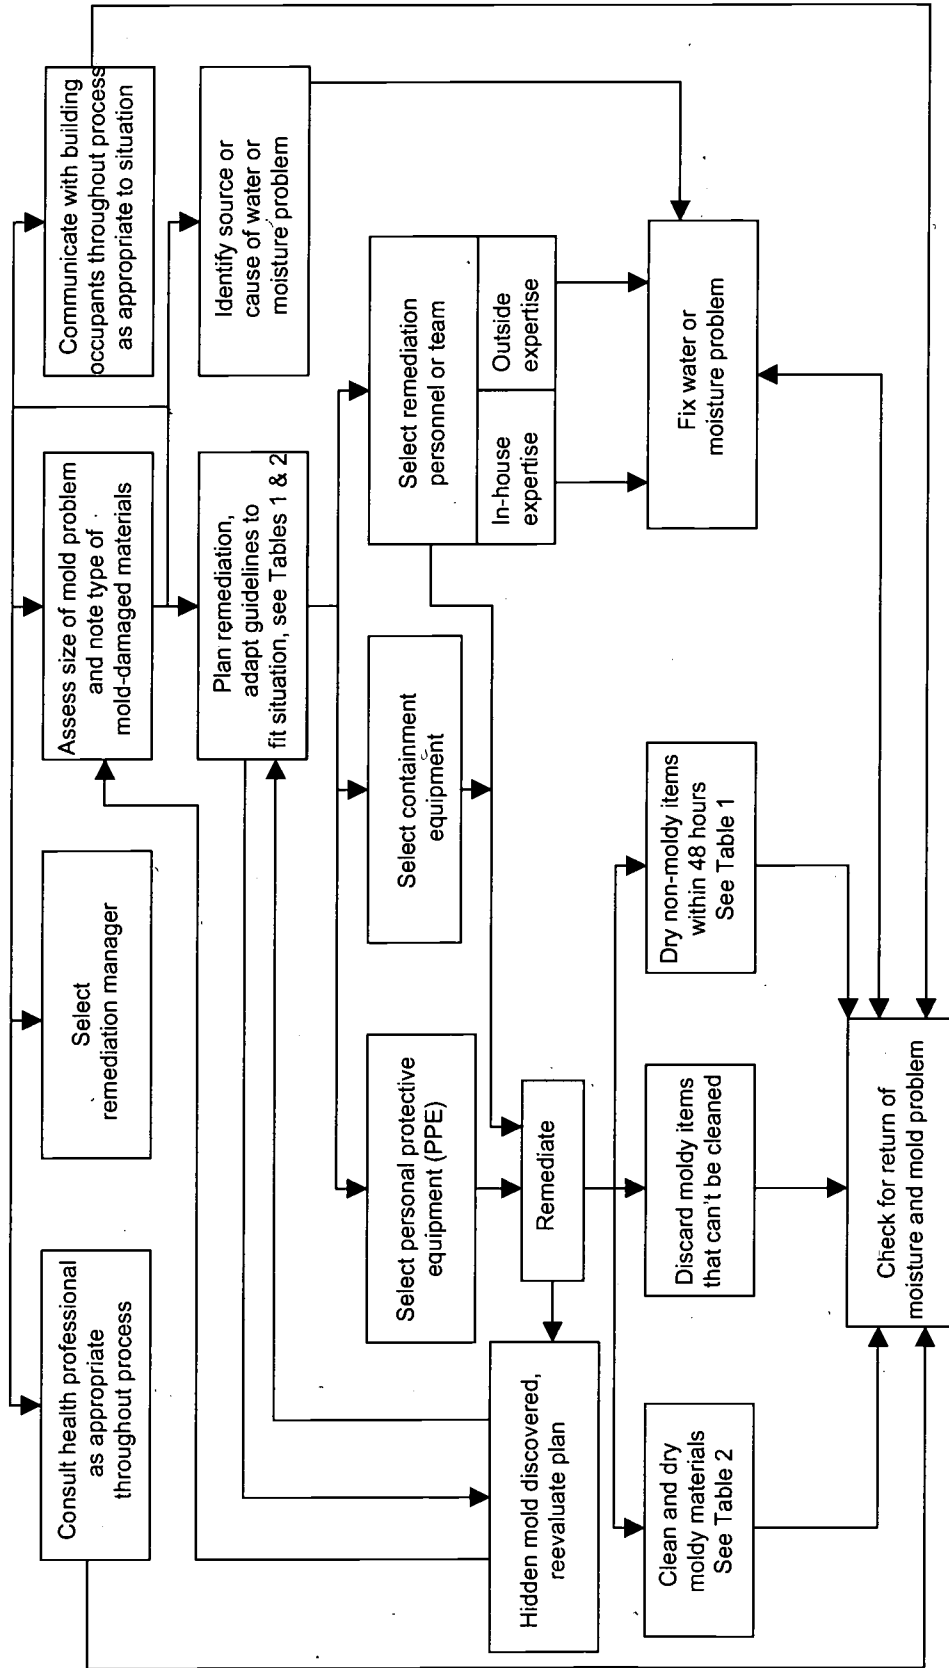 Consult health professional
as appropriate
throughout process
Select
remediation manager
Assess size of mold problem
and note type of
mold-damaged materials
Communicate with building
occupants throughout process
as appropriate to situation
Plan remediation,
adapt guidelines to
fit situation, see Tables 1 & 2
Identify source or
cause of water or
moisture problem
Select personal protective
equipment (PPE)
Select containment
equipment
Select remediation
personnel or team
In-house
expertise
Outside
expertise
Hidden mold discovered,
reevaluate plan
Remediate
Clean and dry
moldy materials
See Table 2
Discard moldy items
that can't be cleaned
Dry non-moldy items
within 48 hours
See Table 1
Fix water or
moisture problem
Check for return of
moisture and mold problem